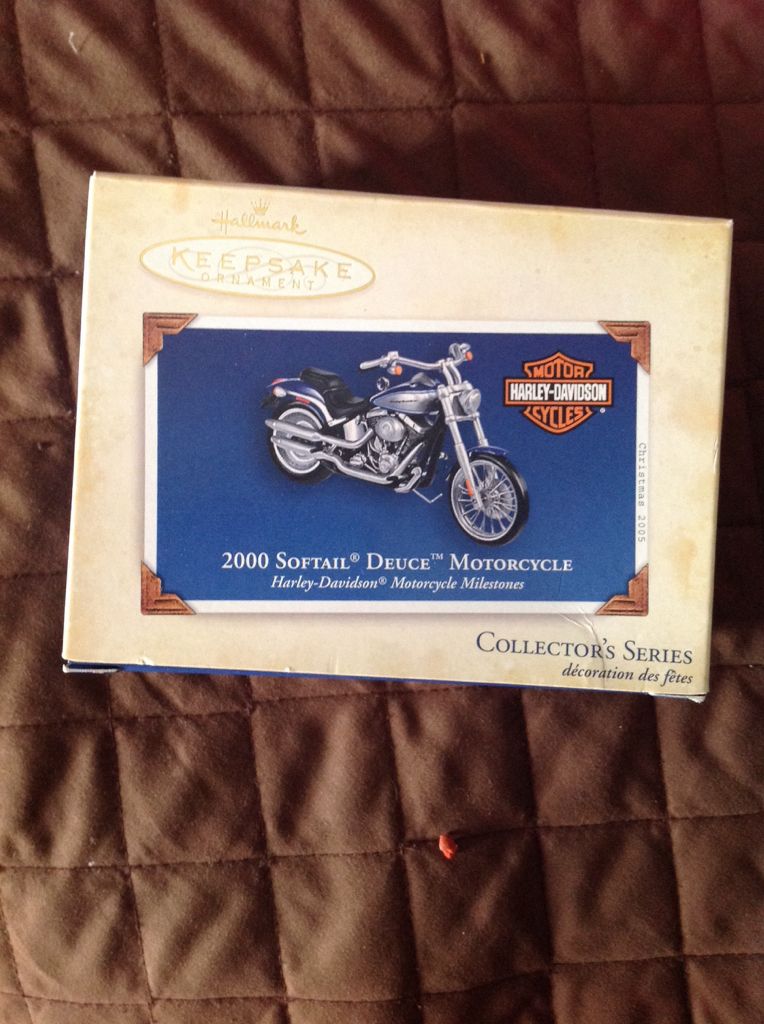 Hallmark
KEEPSAKE
ORNAMENT
MOTOR
HARLEY-DAVIDSON
CYCLES
®
Christmas 2005
2000 SOFTAIL® DEUCE™ MOTORCYCLE
Harley-Davidson® Motorcycle Milestones
COLLECTOR'S SERIES
décoration des fêtes